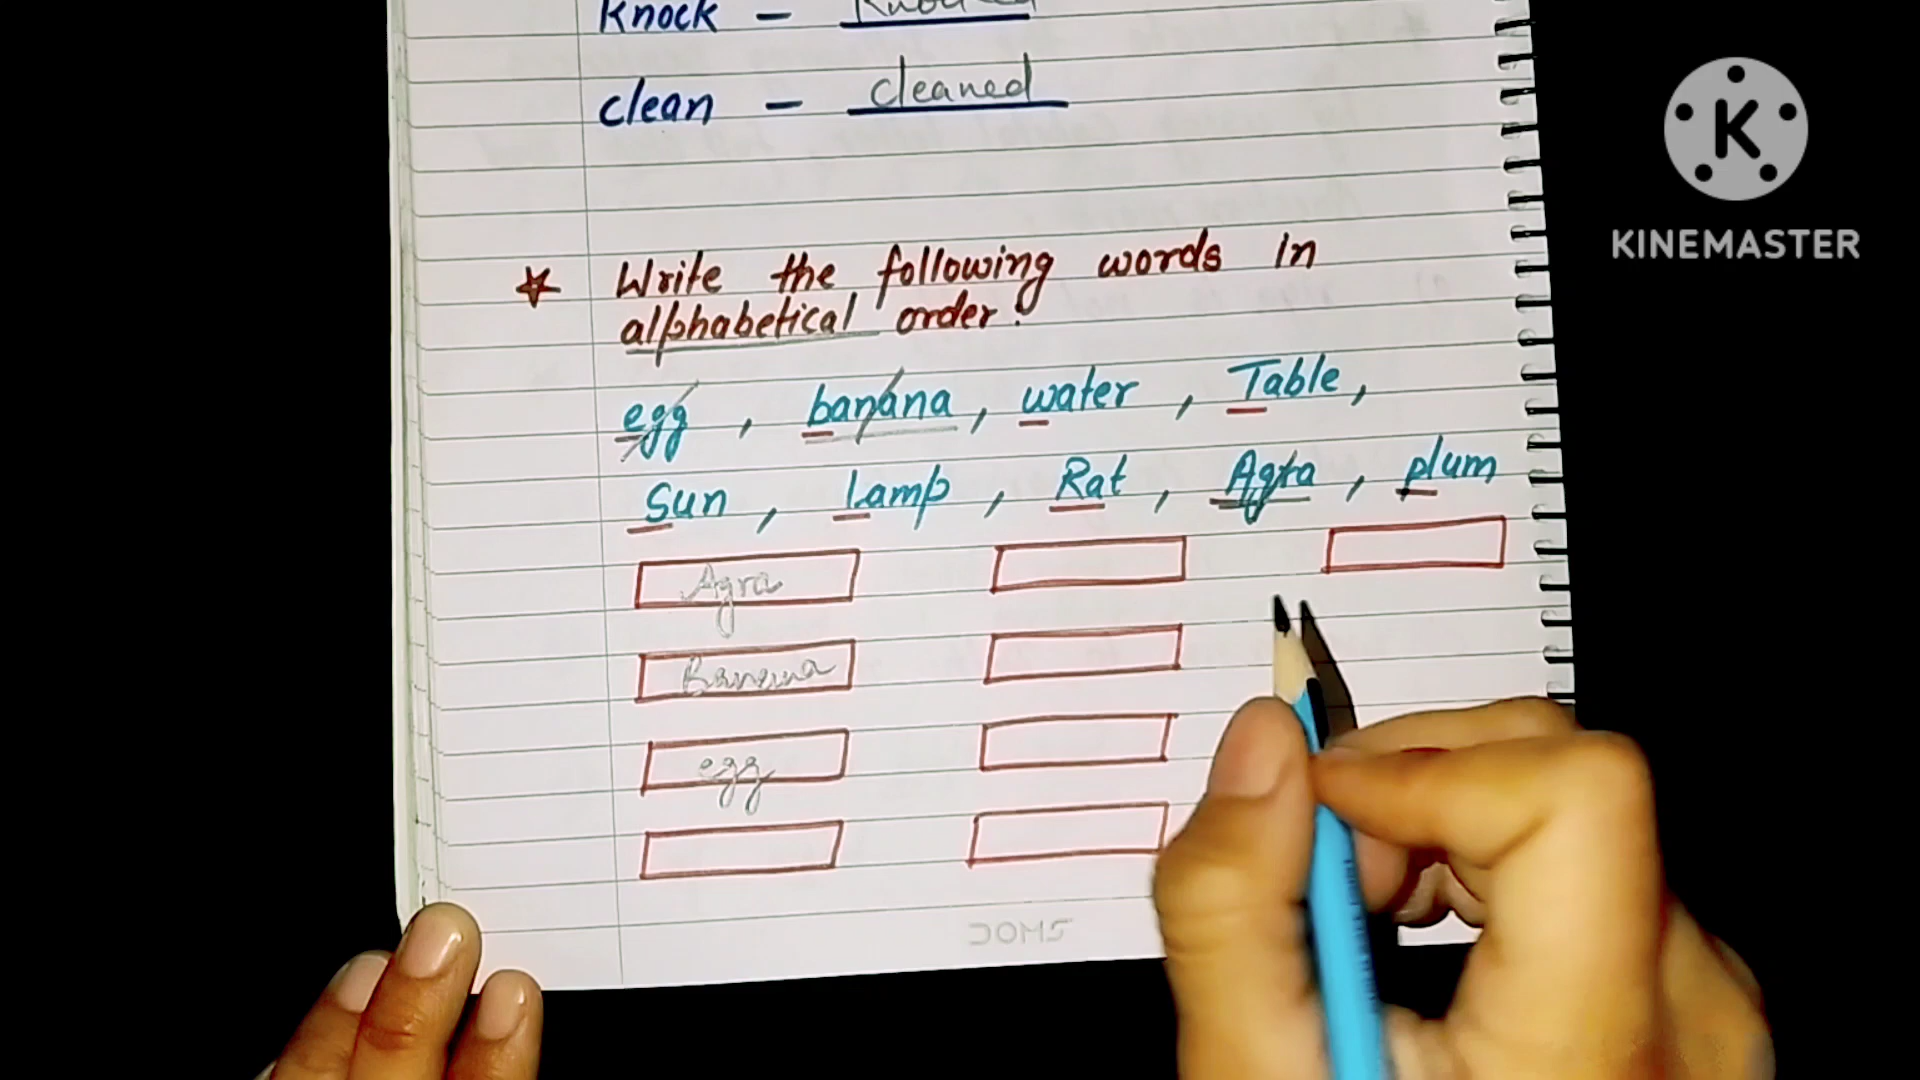 Knock - Knocked
clean - cleaned
Write the following words in
alphabetical order.
egg, banana, water, Table,
Sun, Lamp, Rat, Agra, plum
Agra
Banana
egg
DOMS
K
KINEMASTER